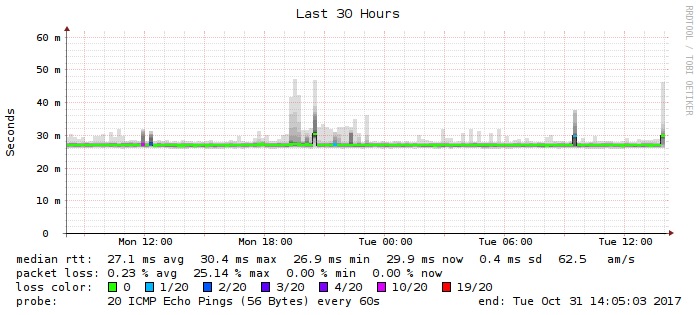 Last 30 Hours
RRDTOOL / TOBI OETIKER
Seconds
60 m
50 m
40 m
30 m
20 m
10 m
0
Mon 12:00 Mon 18:00 Tue 00:00 Tue 06:00 Tue 12:00
median rtt: 27.1 ms avg 30.4 ms max 26.9 ms min 29.9 ms now 0.4 ms sd 62.5 am/s
packet loss: 0.23 % avg 25.14 % max 0.00 % min 0.00 % now
loss color: 0 1/20 2/20 3/20 4/20 10/20 19/20
probe: 20 ICMP Echo Pings (56 Bytes) every 60s end: Tue Oct 31 14:05:03 2017